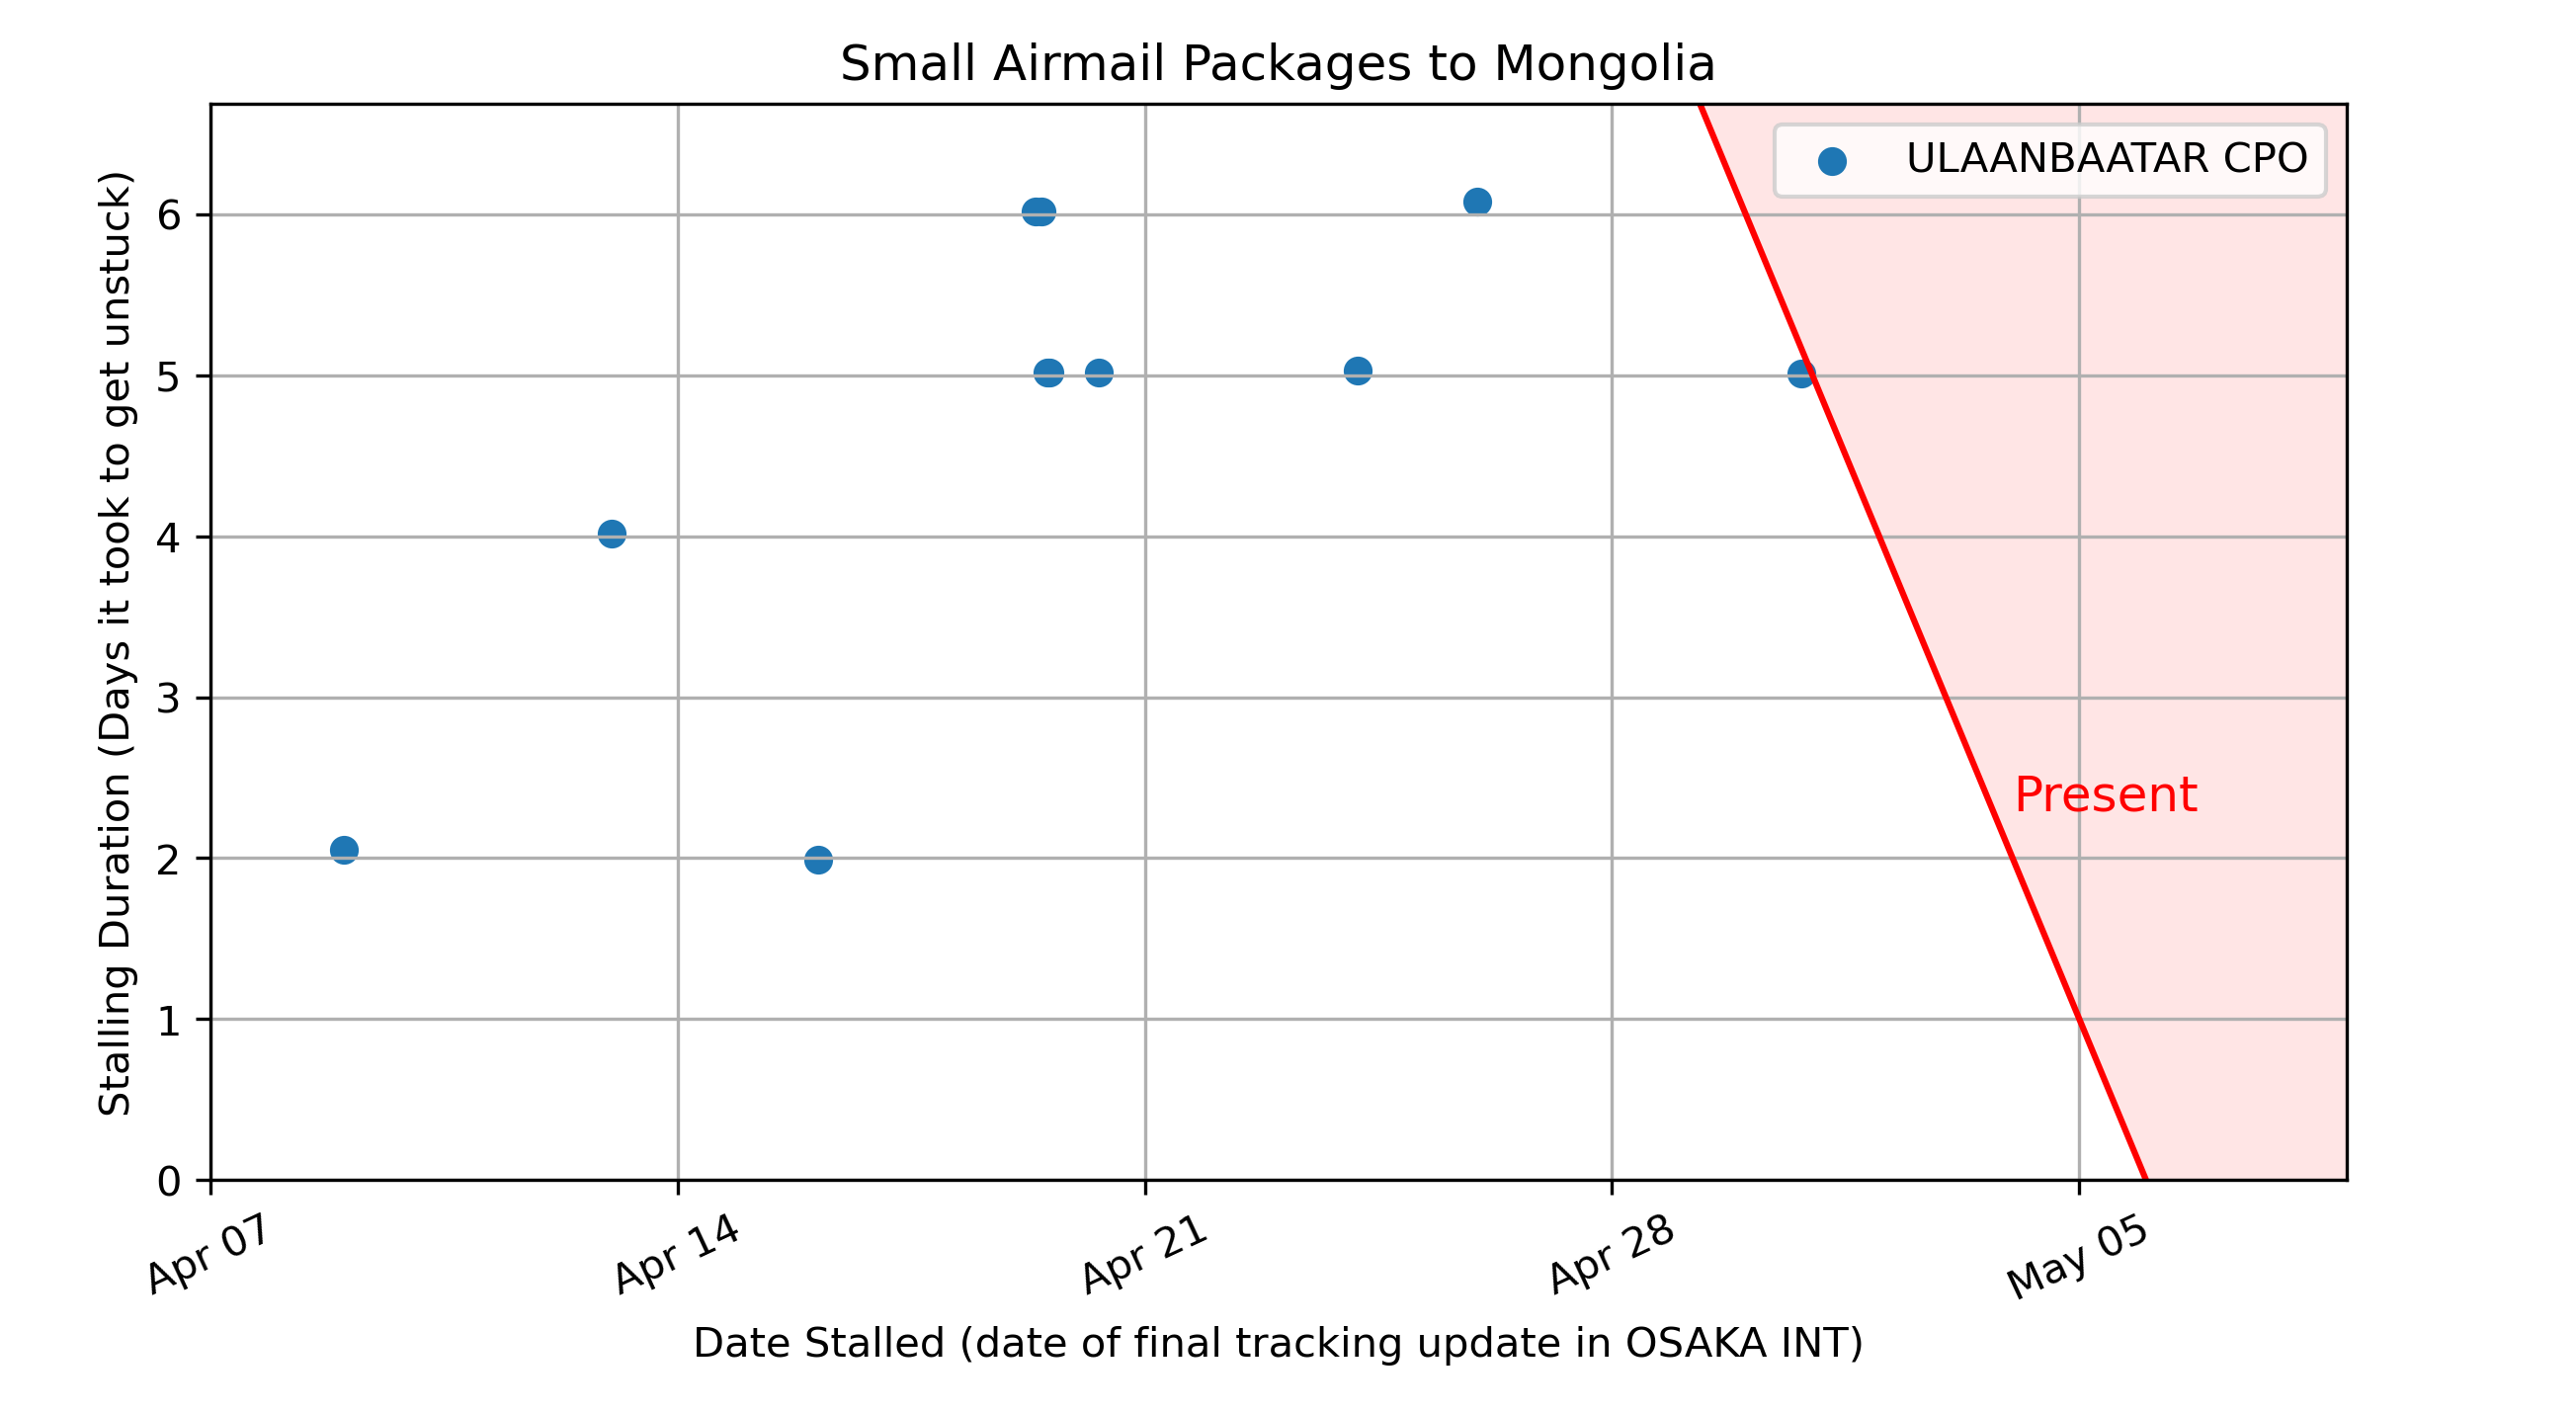 Small Airmail Packages to Mongolia
ULAANBAATAR CPO
Stalling Duration (Days it took to get unstuck)
6
5
4
3
2
1
0
Present
Apr 07
Apr 14
Apr 21
Apr 28
May 05
Date Stalled (date of final tracking update in OSAKA INT)